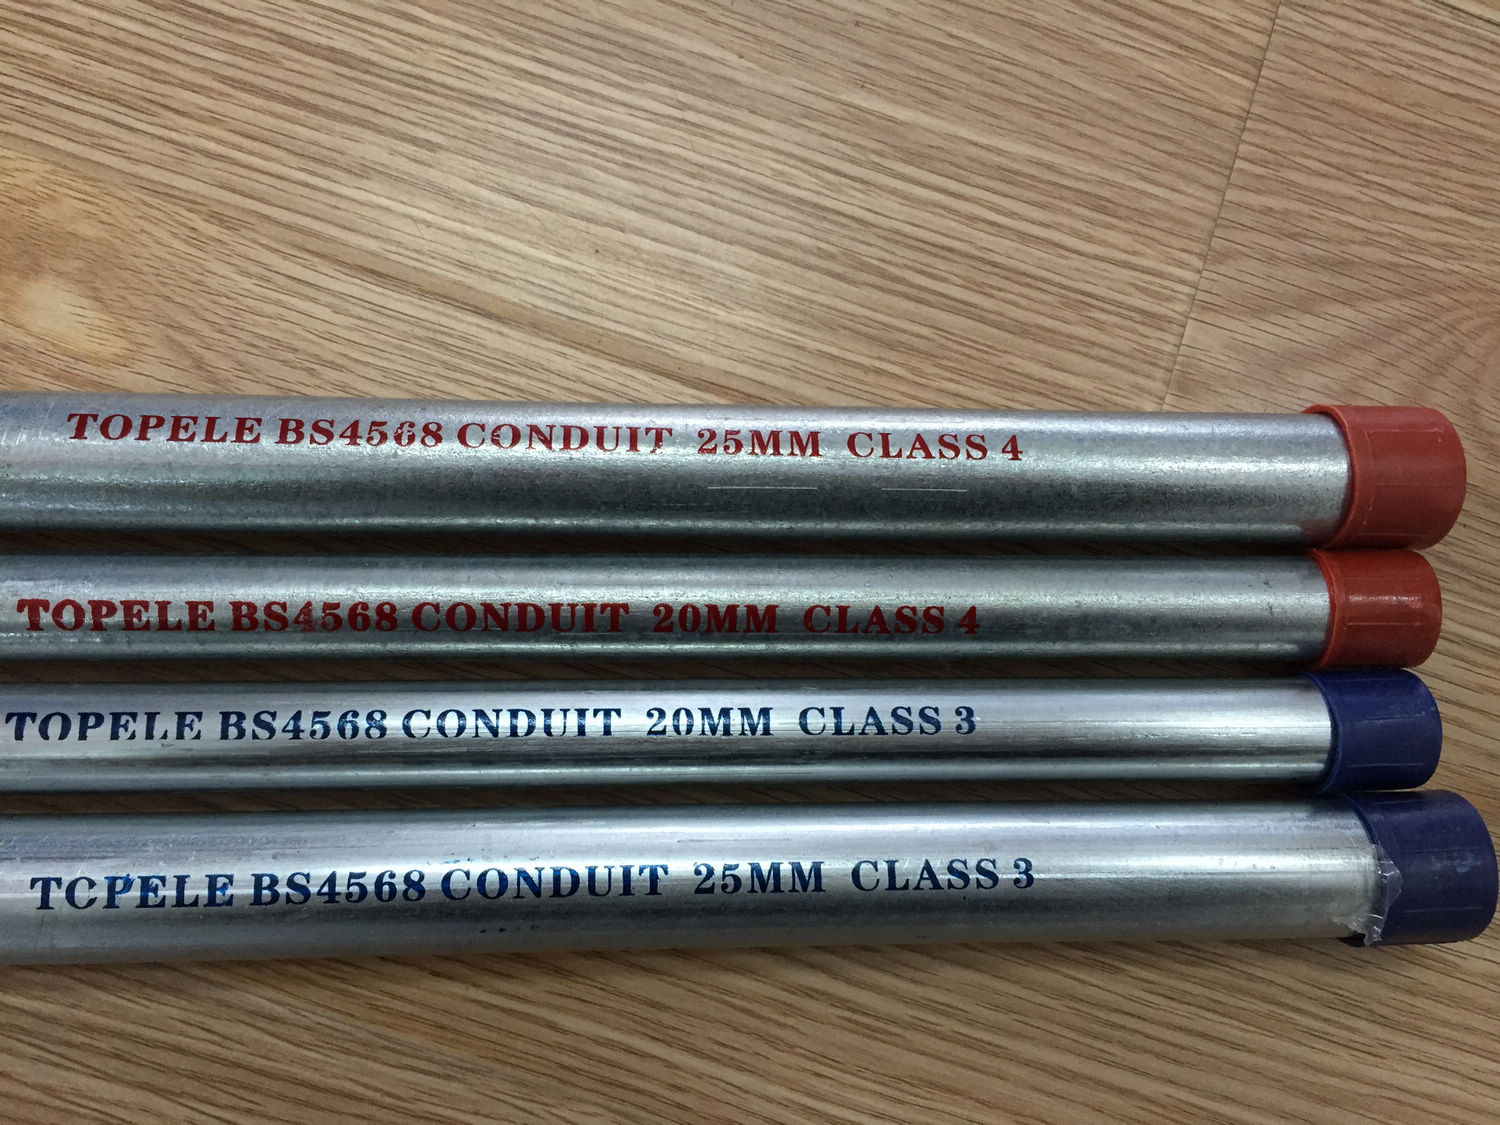 TOPELE BS4568 CONDUIT 25MM CLASS 4
TOPELE BS4568 CONDUIT 20MM CLASS 4
TOPELE BS4568 CONDUIT 20MM CLASS 3
TOPELE BS4568 CONDUIT 25MM CLASS 3